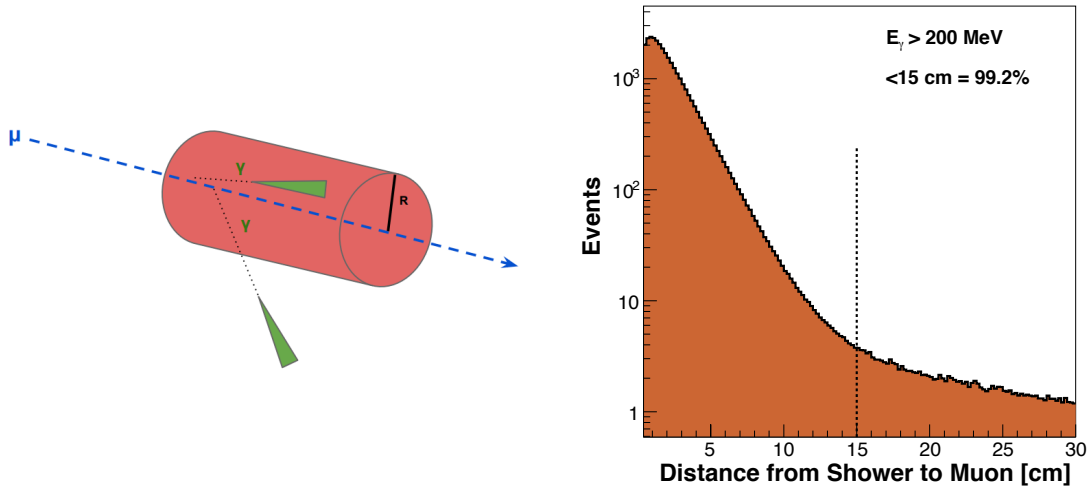 μ
γ
γ
R
Events
10³
10²
10
1
E_γ > 200 MeV
<15 cm = 99.2%
5 10 15 20 25 30
Distance from Shower to Muon [cm]